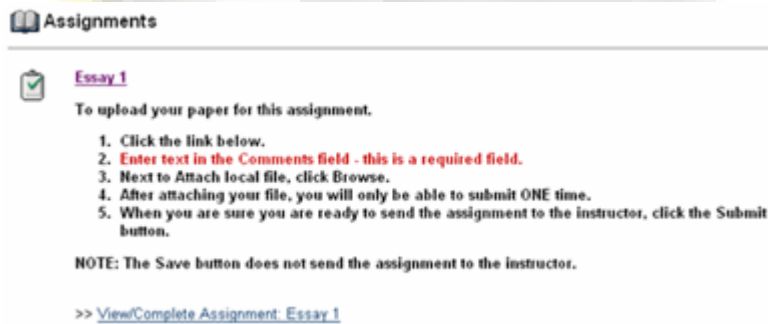 Assignments
Essay 1
To upload your paper for this assignment.
1. Click the link below.
2. Enter text in the Comments field - this is a required field.
3. Next to Attach local file, click Browse.
4. After attaching your file, you will only be able to submit ONE time.
5. When you are sure you are ready to send the assignment to the instructor, click the Submit
button.
NOTE: The Save button does not send the assignment to the instructor.
>> View/Complete Assignment: Essay 1